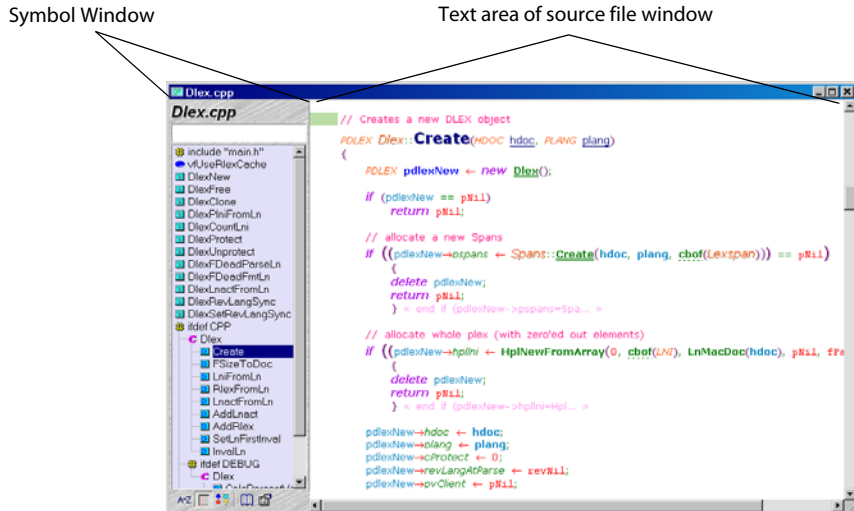 Symbol Window
Text area of source file window
Dlex.cpp
Dlex.cpp
include "main.h"
vfUseRlexCache
DlexNew
DlexFree
DlexClone
DlexPlniFromLn
DlexCountLni
DlexProtect
DlexUnprotect
DlexFDeadParseLn
DlexFDeadFmtLn
DlexLnactFromLn
DlexRevLangSync
DlexSetRevLangSync
ifdef CPP
Dlex
Create
FSizeToDoc
LniFromLn
RlexFromLn
LnactFromLn
AddLnact
AddRlex
SetLnFirstInval
InvalLn
ifdef DEBUG
Dlex
A-Z
// Creates a new DLEX object
PDLEX Dlex::Create(HDOC hdoc, PLANG plang)
{
PDLEX pdlexNew ← new Dlex();
if (pdlexNew == pNil)
return pNil;
// allocate a new Spans
if ((pdlexNew→pspans ← Spans::Create(hdoc, plang, cbof(Lexspan))) == pNil)
{
delete pdlexNew;
return pNil;
} « end if (pdlexNew->pspans=Spa... »
// allocate whole plex (with zero'ed out elements)
if ((pdlexNew→hpllni ← HplNewFromArray(0, cbof(LNI), LnMacDoc(hdoc), pNil, fFa
{
delete pdlexNew;
return pNil;
} « end if (pdlexNew->hpllni=Hpl... »
pdlexNew→hdoc ← hdoc;
pdlexNew→plang ← plang;
pdlexNew→cProtect ← 0;
pdlexNew→revLangAtParse ← revNil;
pdlexNew→pvClient ← pNil;